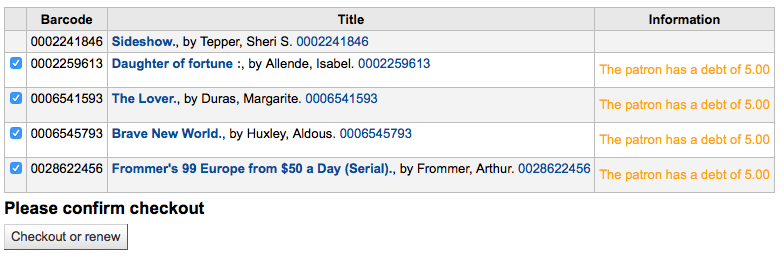 Barcode Title Information
0002241846 Sideshow., by Tepper, Sheri S. 0002241846
0002259613 Daughter of fortune :, by Allende, Isabel. 0002259613 The patron has a debt of 5.00
0006541593 The Lover., by Duras, Margarite. 0006541593 The patron has a debt of 5.00
0006545793 Brave New World., by Huxley, Aldous. 0006545793 The patron has a debt of 5.00
0028622456 Frommer's 99 Europe from $50 a Day (Serial)., by Frommer, Arthur. 0028622456 The patron has a debt of 5.00
Please confirm checkout
Checkout or renew